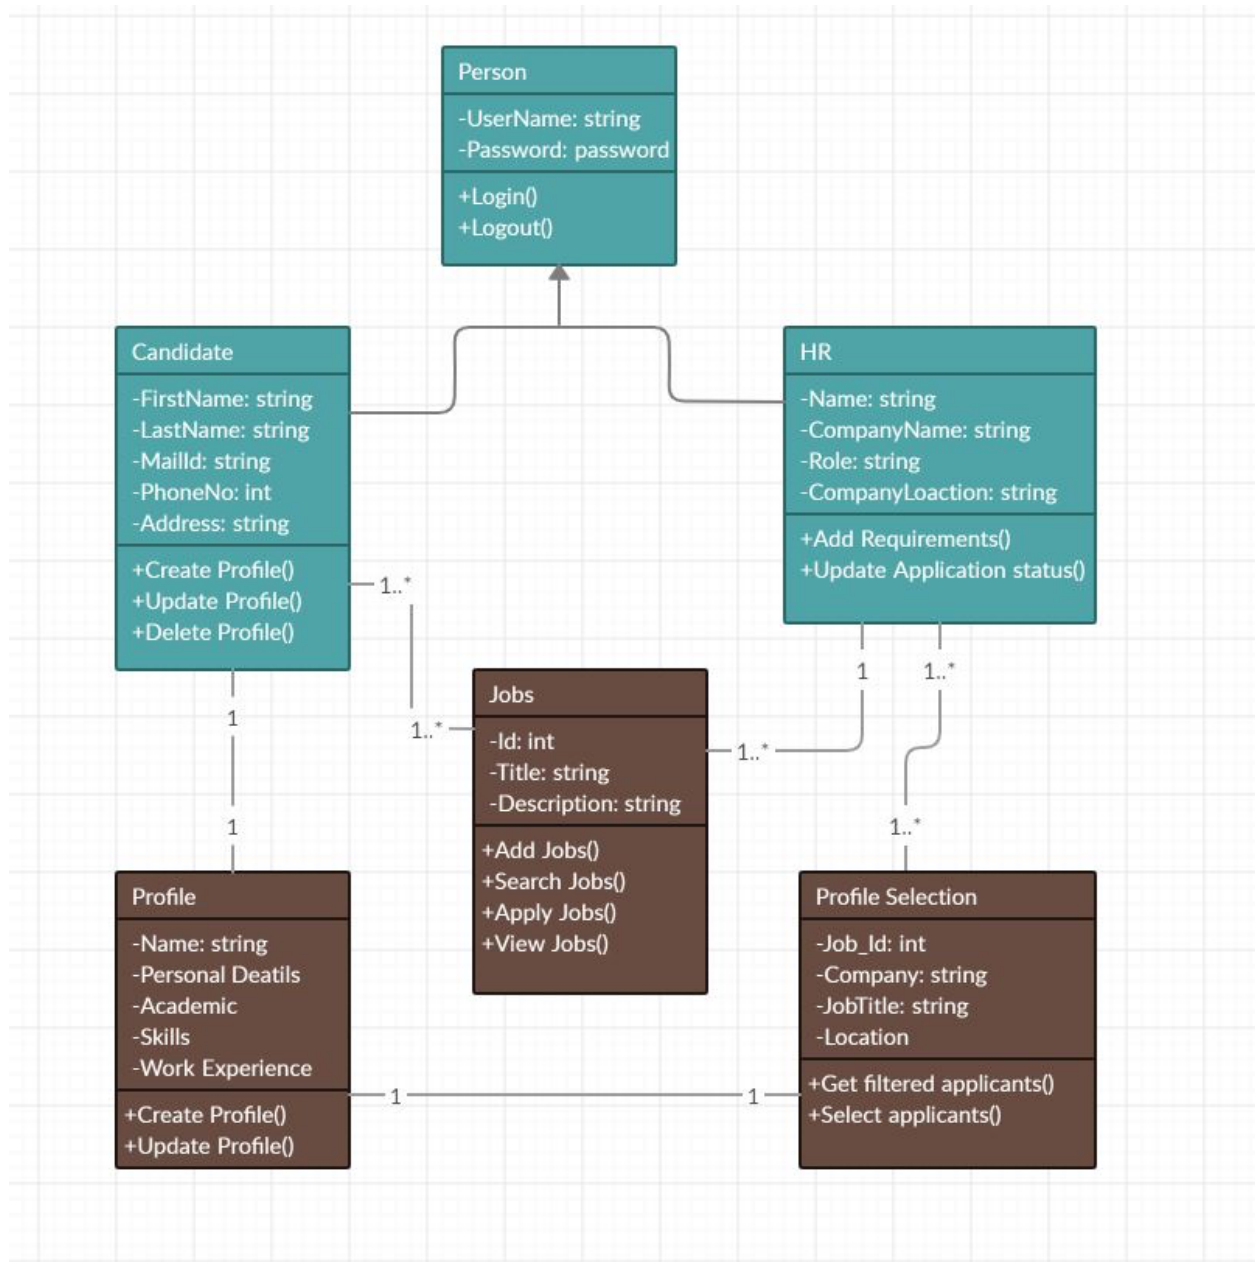 Person
-UserName: string
-Password: password
+Login()
+Logout()
Candidate
-FirstName: string
-LastName: string
-MailId: string
-PhoneNo: int
-Address: string
+Create Profile()
+Update Profile()
+Delete Profile()
HR
-Name: string
-CompanyName: string
-Role: string
-CompanyLoaction: string
+Add Requirements()
+Update Application status()
1..*
1..*
1
1..*
1..*
1..*
1
1
Jobs
-Id: int
-Title: string
-Description: string
+Add Jobs()
+Search Jobs()
+Apply Jobs()
+View Jobs()
Profile
-Name: string
-Personal Deatils
-Academic
-Skills
-Work Experience
+Create Profile()
+Update Profile()
1
1
Profile Selection
-Job_Id: int
-Company: string
-JobTitle: string
-Location
+Get filtered applicants()
+Select applicants()